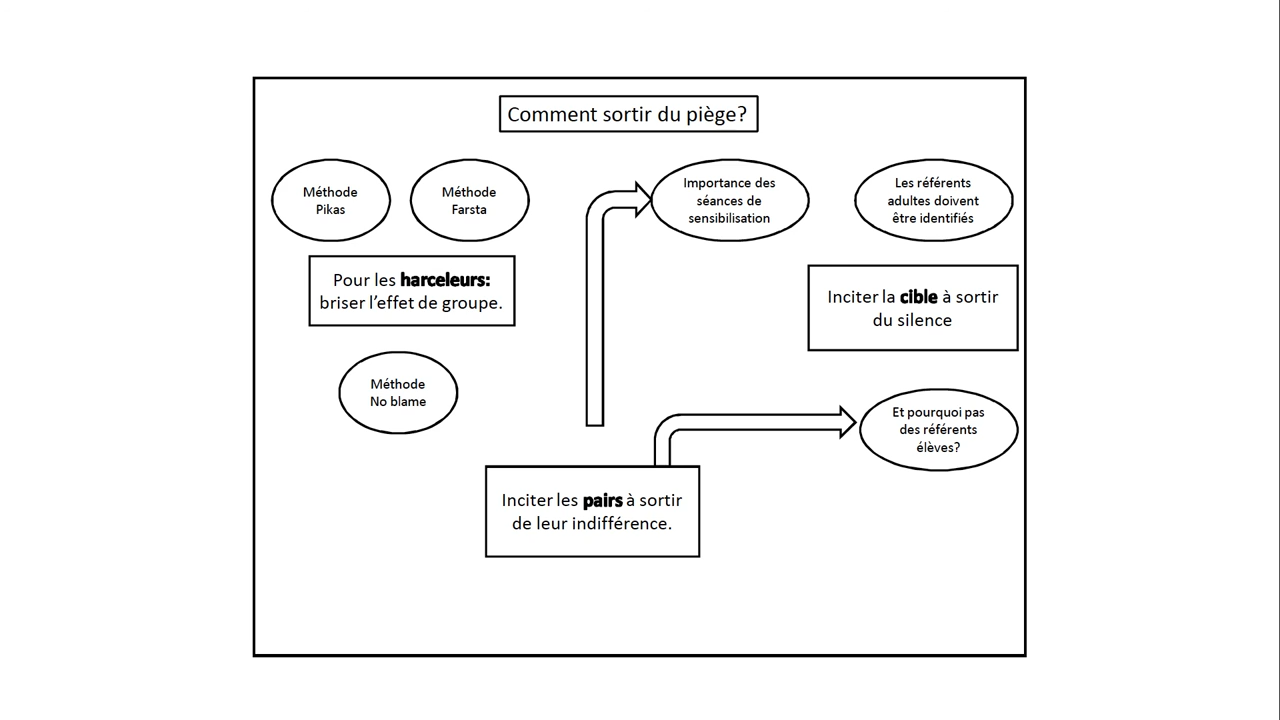 Comment sortir du piège?
Méthode
Pikas
Méthode
Farsta
Importance des
séances de
sensibilisation
Les référents
adultes doivent
être identifiés
Pour les harceleurs:
briser l’effet de groupe.
Inciter la cible à sortir
du silence
Méthode
No blame
Et pourquoi pas
des référents
élèves?
Inciter les pairs à sortir
de leur indifférence.